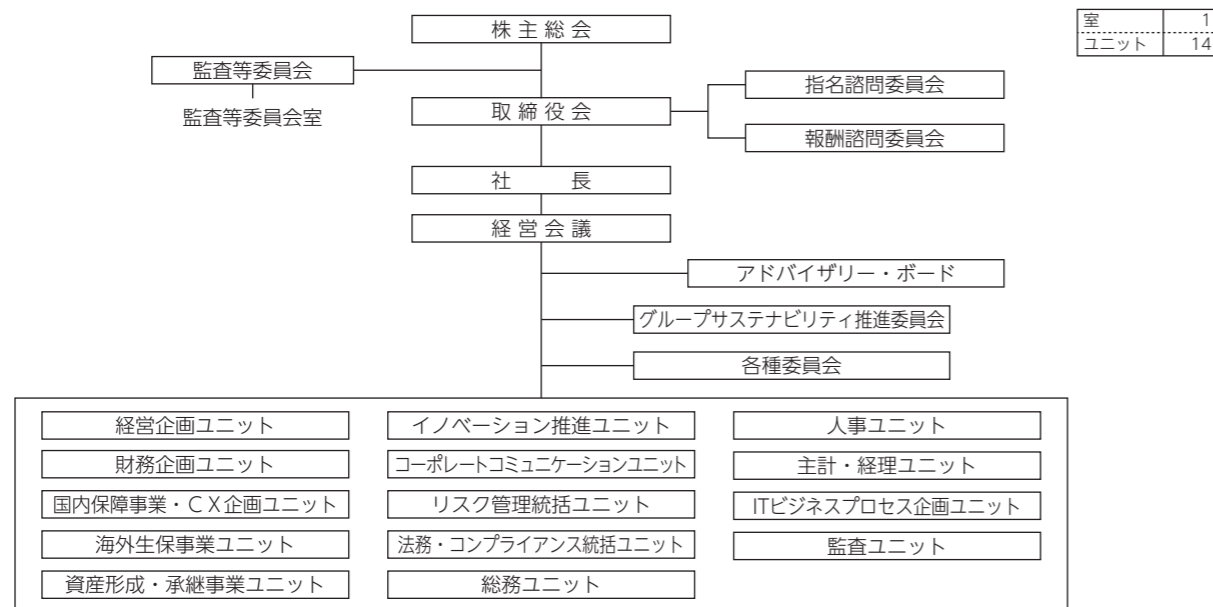 株主総会
室 1
ユニット 14
監査等委員会
監査等委員会室
取締役会
指名諮問委員会
報酬諮問委員会
社 長
経営会議
アドバイザリー・ボード
グループサステナビリティ推進委員会
各種委員会
経営企画ユニット
イノベーション推進ユニット
人事ユニット
財務企画ユニット
コーポレートコミュニケーションユニット
主計・経理ユニット
国内保障事業・CX企画ユニット
リスク管理統括ユニット
ITビジネスプロセス企画ユニット
海外生保事業ユニット
法務・コンプライアンス統括ユニット
監査ユニット
資産形成・承継事業ユニット
総務ユニット